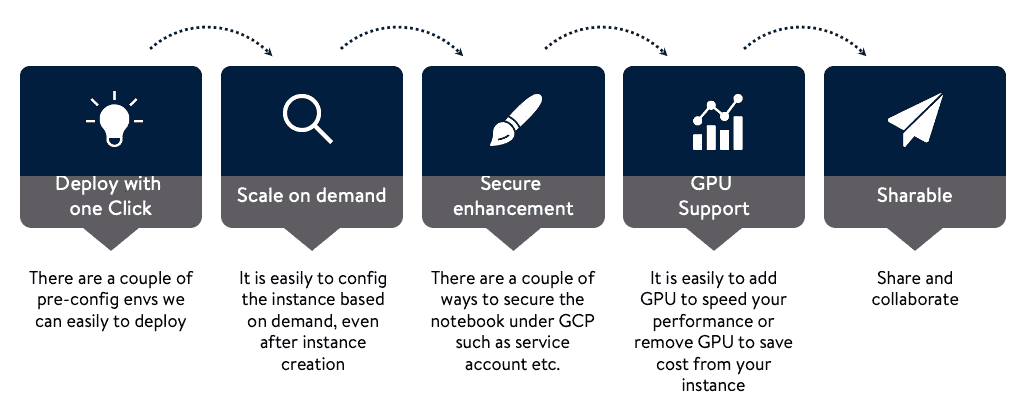 Deploy with
one Click
Scale on demand
Secure
enhancement
GPU
Support
Sharable
There are a couple of
pre-config envs we
can easily to deploy
It is easily to config
the instance based
on demand, even
after instance
creation
There are a couple of
ways to secure the
notebook under GCP
such as service
account etc.
It is easily to add
GPU to speed your
performance or
remove GPU to save
cost from your
instance
Share and
collaborate